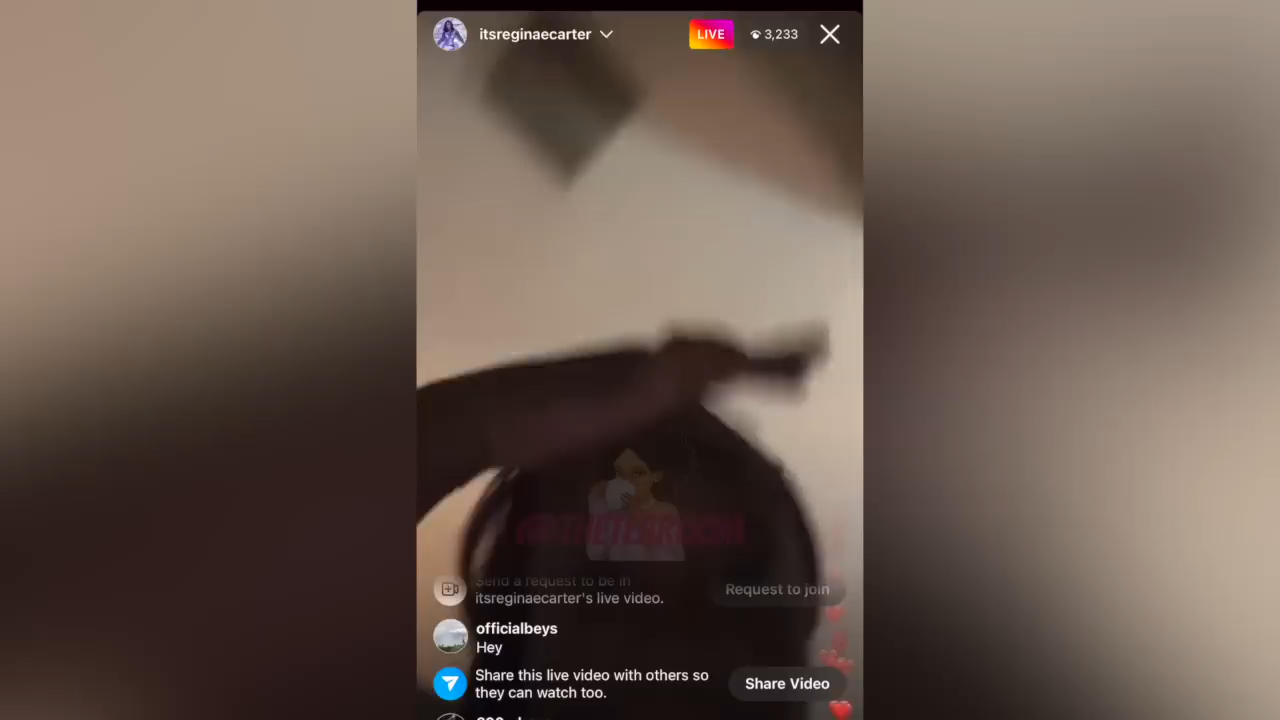 itsreginaecarter
LIVE
3,233
Send a request to be in
itsreginaecarter's live video.
Request to join
officialbeys
Hey
Share this live video with others so
they can watch too.
Share Video